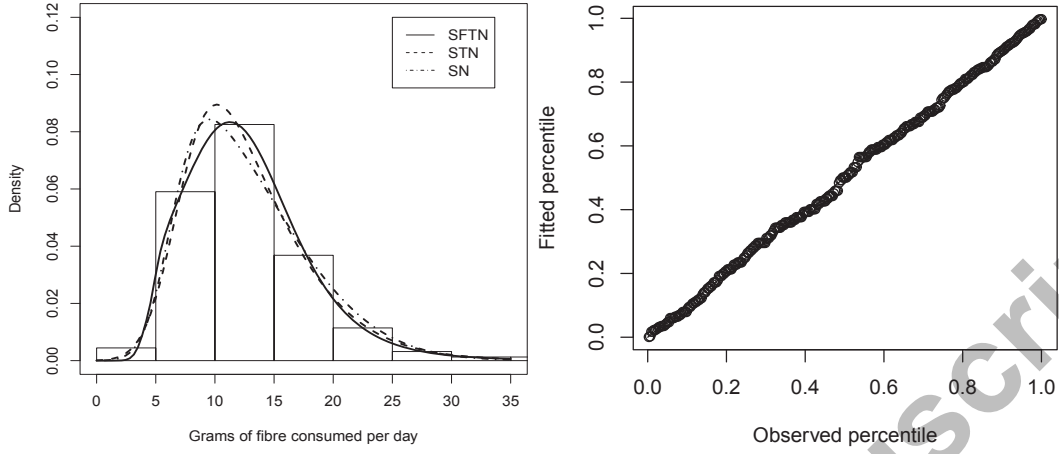 0.12
0.10
0.08
0.06
0.04
0.02
0.00
Density
SFTN
STN
SN
0 5 10 15 20 25 30 35
Grams of fibre consumed per day
1.0
0.8
0.6
0.4
0.2
0.0
Fitted percentile
0.0 0.2 0.4 0.6 0.8 1.0
Observed percentile